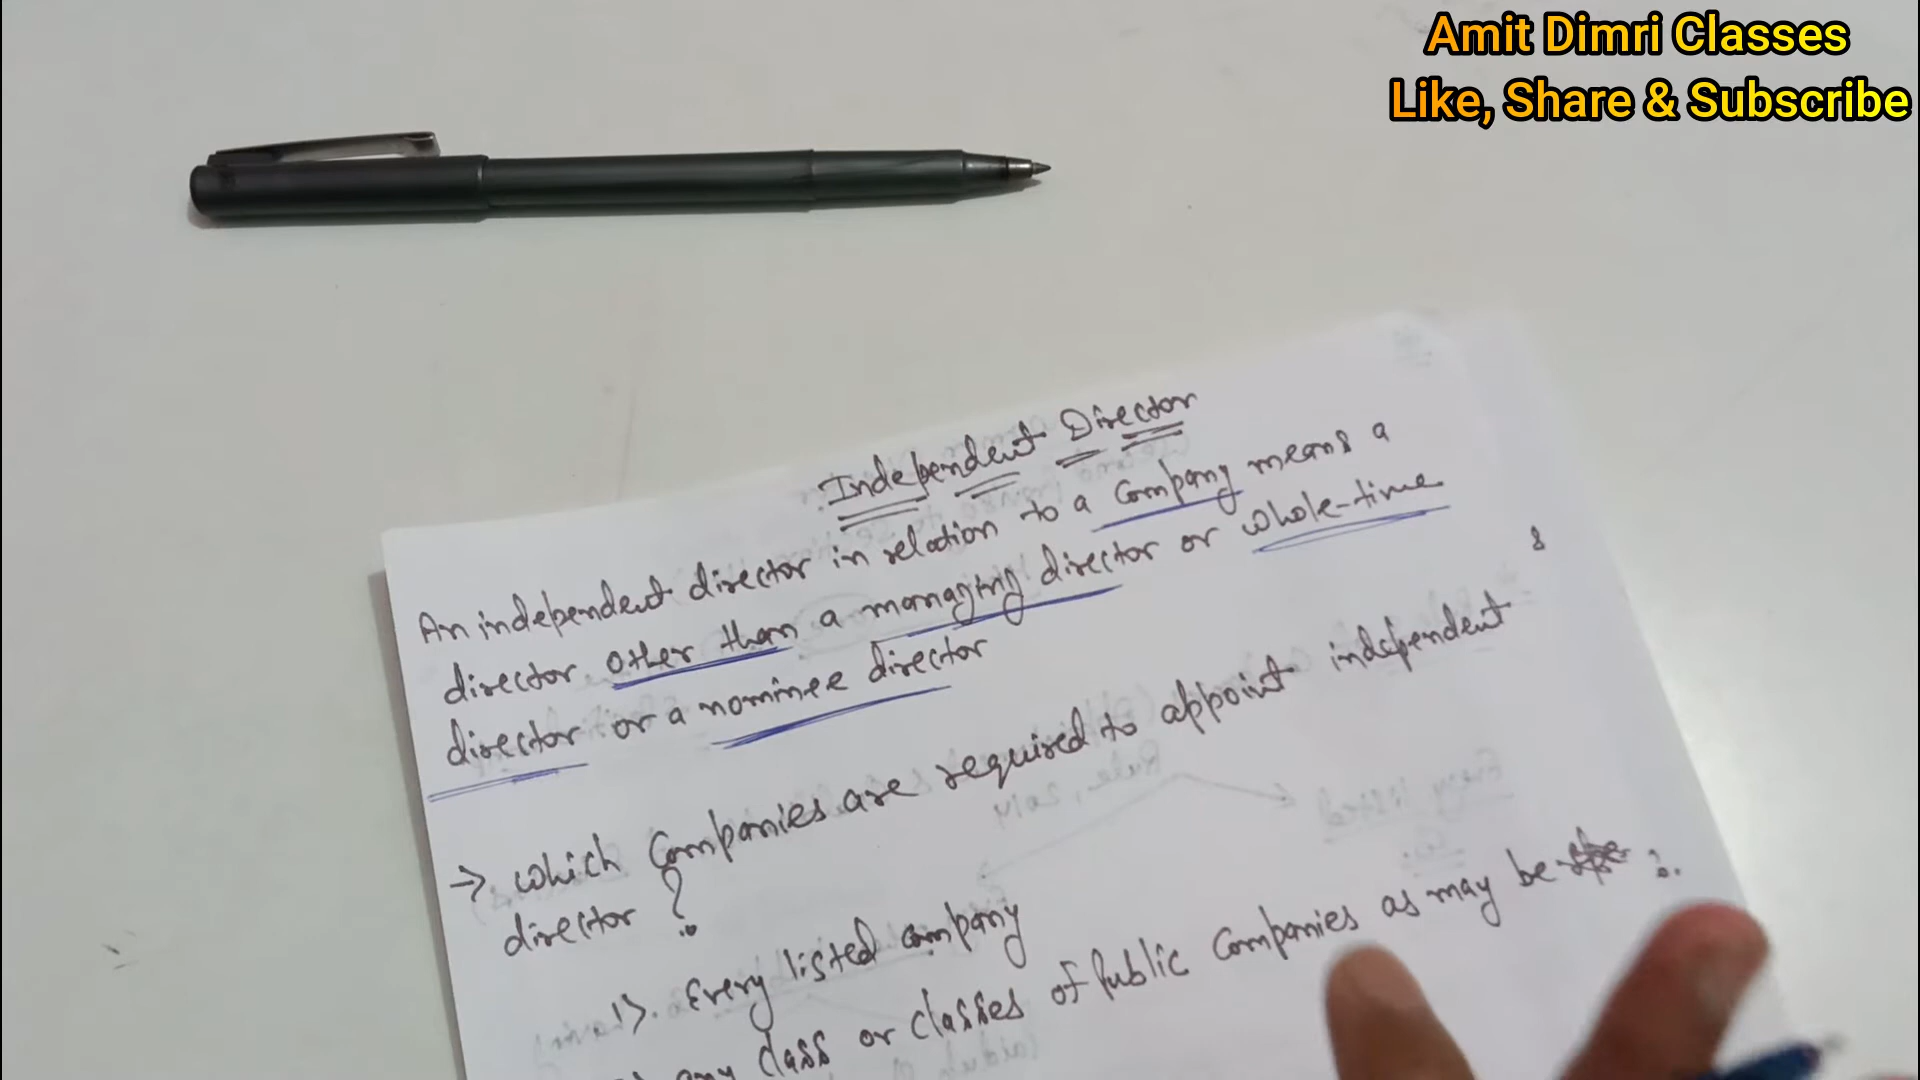 Amit Dimri Classes
Like, Share & Subscribe
Independent Director
An independent director in relation to a Company means a
director other than a managing director or whole-time
director or a nominee director
→ which Companies are required to appoint independent
director ?
1). Every listed company
any class or classes of Public Companies as may be :.